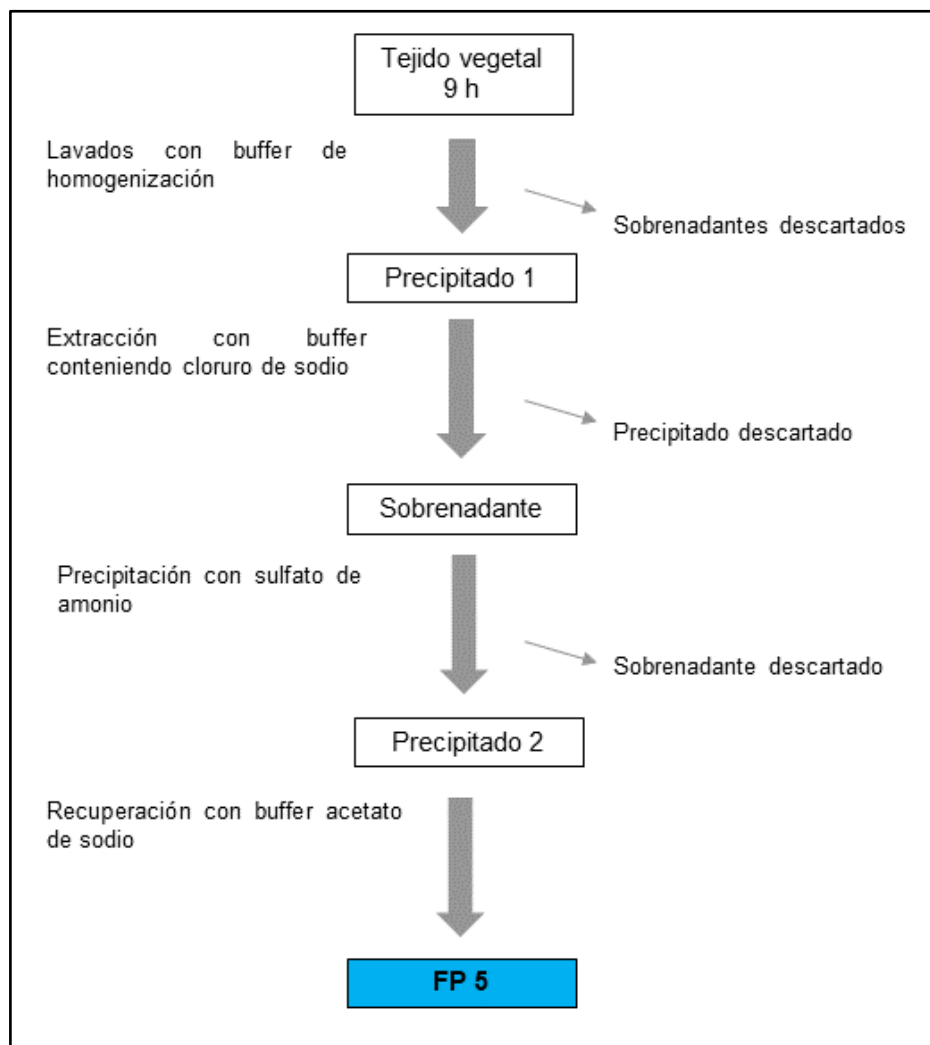 Tejido vegetal
9 h
Lavados con buffer de
homogenización
Sobrenadantes descartados
Precipitado 1
Extracción con buffer
conteniendo cloruro de sodio
Precipitado descartado
Sobrenadante
Precipitación con sulfato de
amonio
Sobrenadante descartado
Precipitado 2
Recuperación con buffer acetato
de sodio
FP 5